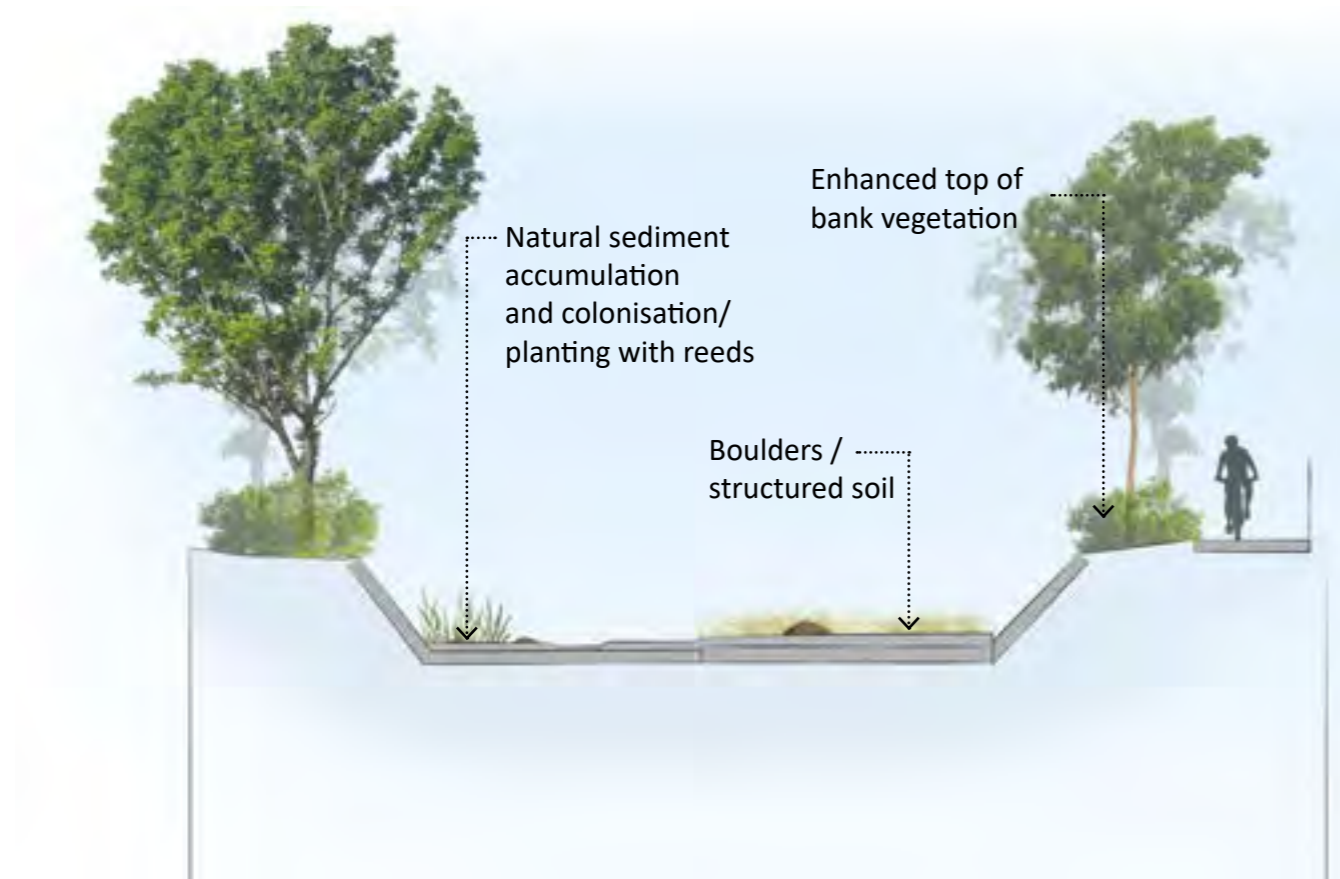 Natural sediment
accumulation
and colonisation/
planting with reeds
Enhanced top of
bank vegetation
Boulders /
structured soil